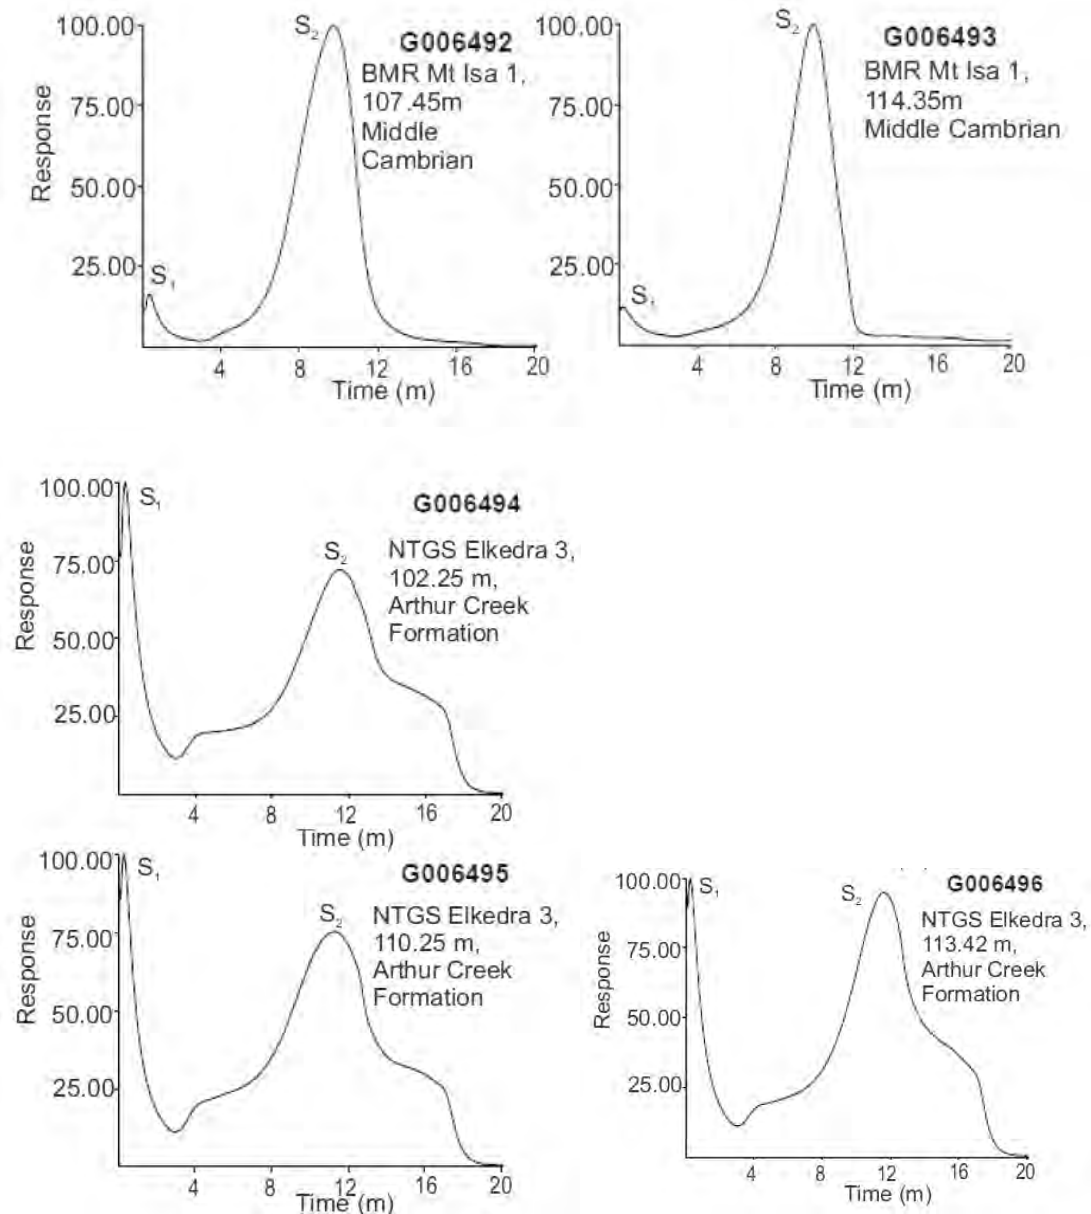 100.00
75.00
50.00
25.00
Response
S1
S2
G006492
BMR Mt Isa 1,
107.45m
Middle
Cambrian
4 8 12 16 20
Time (m)
100.00
75.00
50.00
25.00
Response
S1
S2
G006493
BMR Mt Isa 1,
114.35m
Middle Cambrian
4 8 12 16 20
Time (m)
100.00
75.00
50.00
25.00
Response
S1
S2
G006494
NTGS Elkedra 3,
102.25 m,
Arthur Creek
Formation
4 8 12 16 20
Time (m)
100.00
75.00
50.00
25.00
Response
S1
S2
G006495
NTGS Elkedra 3,
110.25 m,
Arthur Creek
Formation
4 8 12 16 20
Time (m)
100.00
75.00
50.00
25.00
Response
S1
S2
G006496
NTGS Elkedra 3,
113.42 m,
Arthur Creek
Formation
4 8 12 16 20
Time (m)